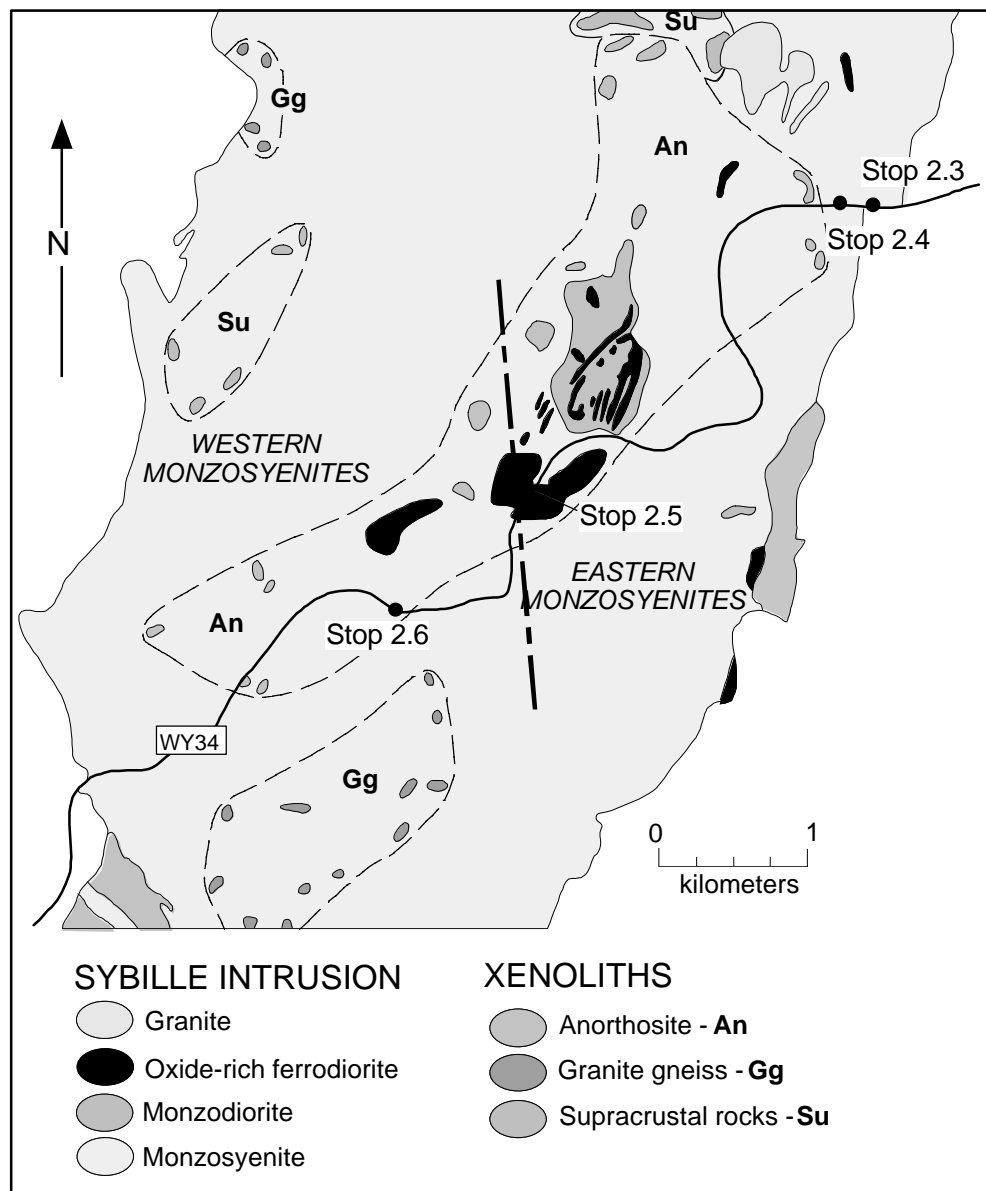 Su
Gg
An
Stop 2.3
Stop 2.4
N
Su
WESTERN
MONZOSYENITES
Stop 2.5
EASTERN
MONZOSYENITES
An
Stop 2.6
WY34
Gg
0 1
kilometers
SYBILLE INTRUSION
Granite
Oxide-rich ferrodiorite
Monzodiorite
Monzosyenite
XENOLITHS
Anorthosite - An
Granite gneiss - Gg
Supracrustal rocks - Su